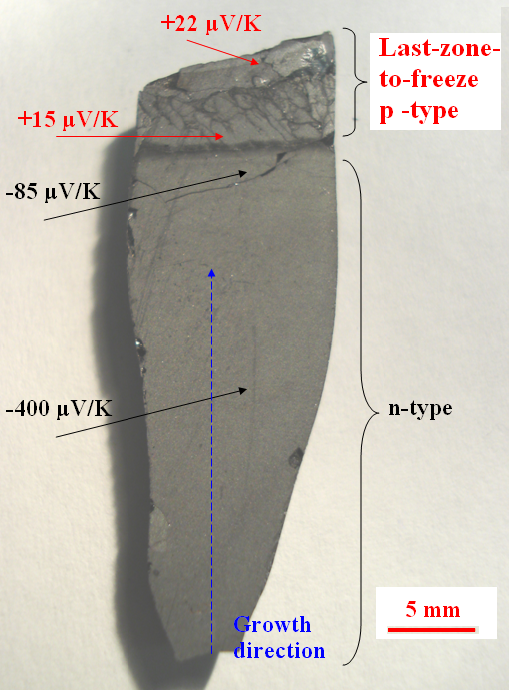 +22 µV/K
Last-zone-
to-freeze
p -type
+15 µV/K
-85 µV/K
-400 µV/K
n-type
5 mm
Growth
direction